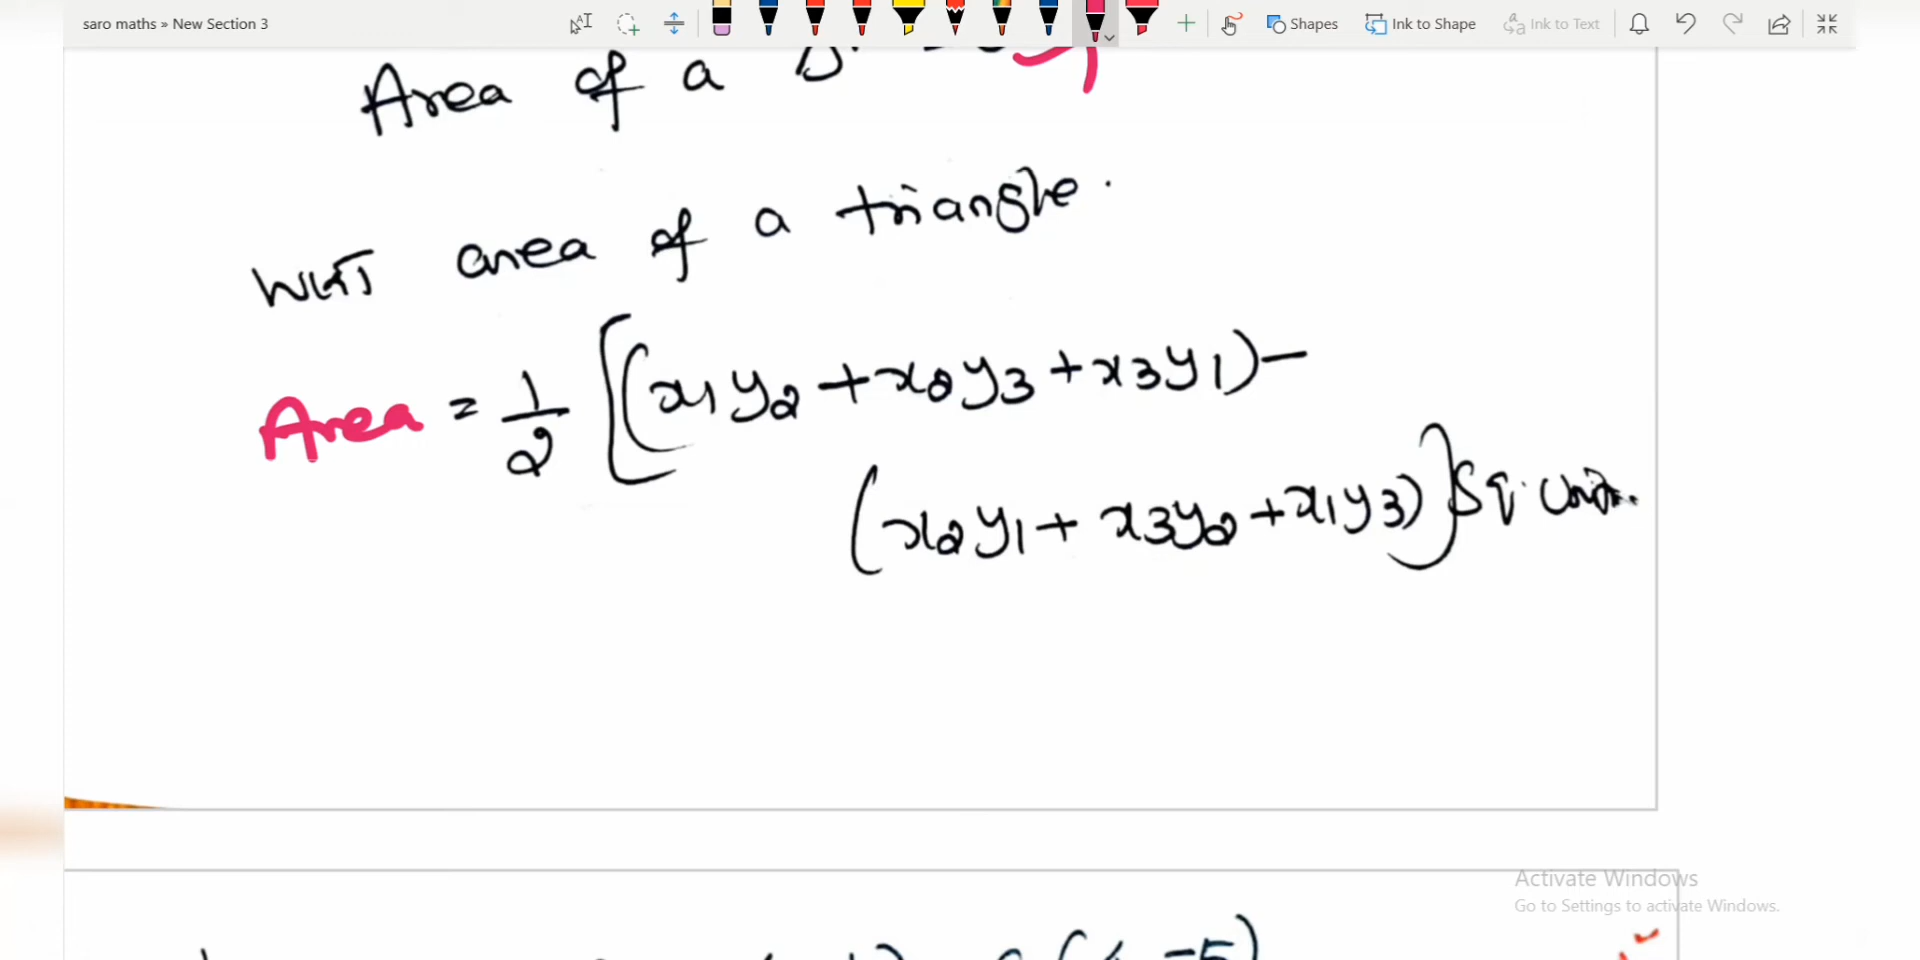 saro maths » New Section 3
Shapes
Ink to Shape
Ink to Text
Area of a
area of a triangle.
Area = 1/2 [(x1y2 + x2y3 + x3y1) -
(x2y1 + x3y2 + x1y3)] Sq. Units.
Activate Windows
Go to Settings to activate Windows.
-5)